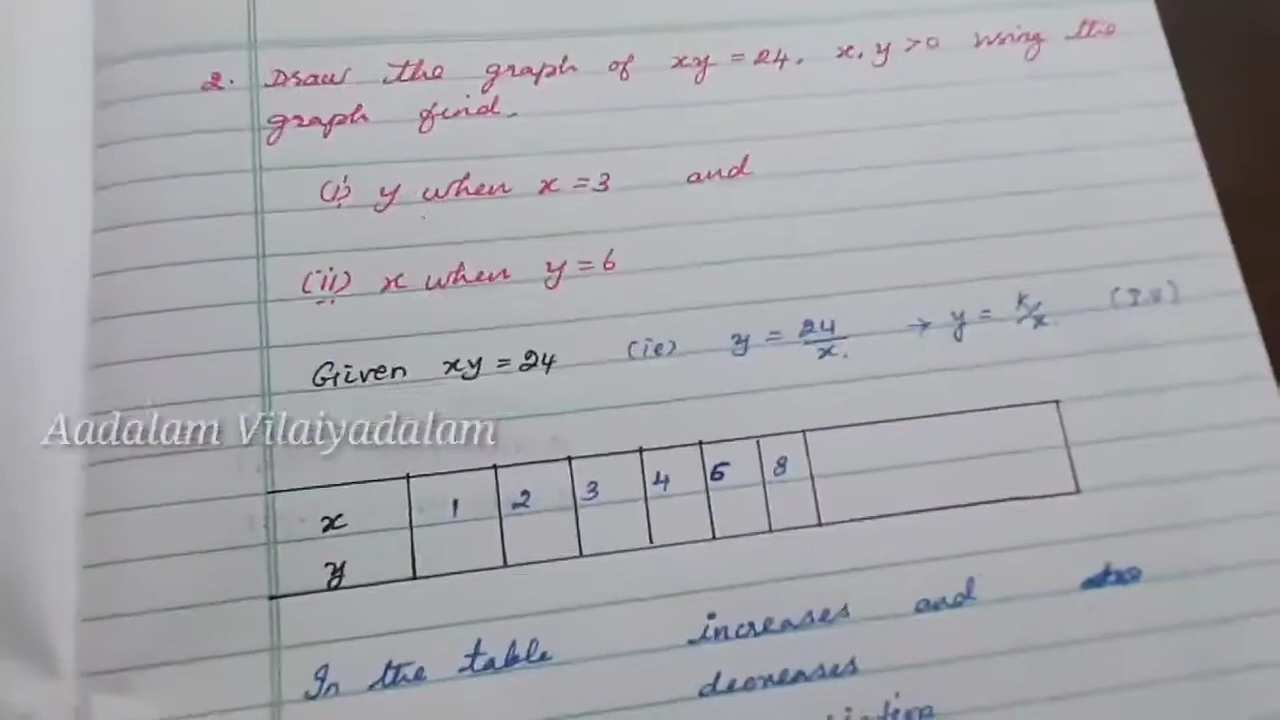 2. Draw the graph of xy = 24, x, y > 0 using the
graph find.
(i) y when x = 3 and
(ii) x when y = 6
Given xy = 24 (ie) y = 24/x. → y = k/x
Aadalam Vilaiyadalam
x 1 2 3 4 6 8
y
In the table increases and
decreases